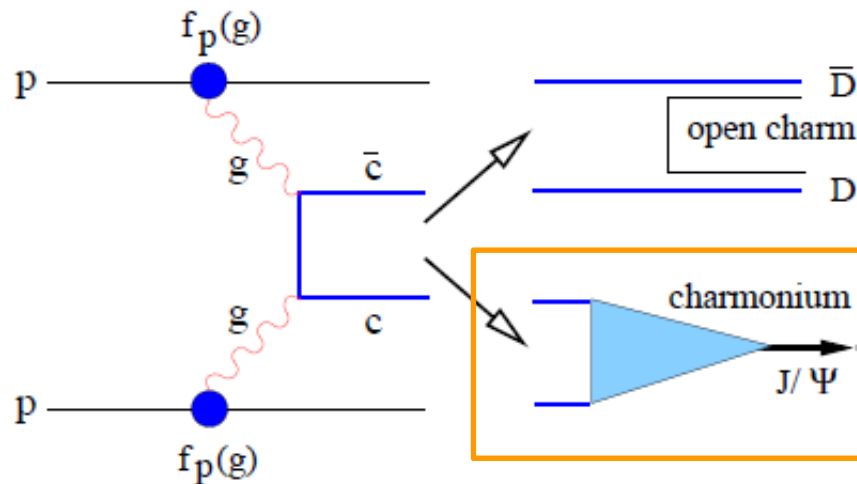 fp(g)
p
g
c̄
D̄
open charm
D
g
c
charmonium
J/Ψ
p
fp(g)